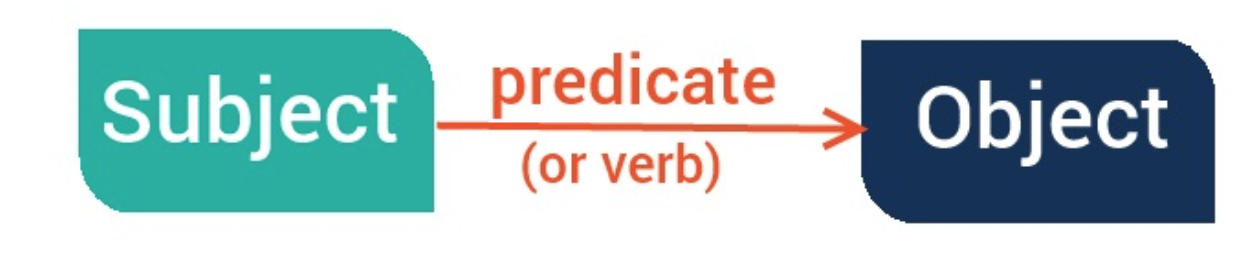 Subject
predicate
(or verb)
Object